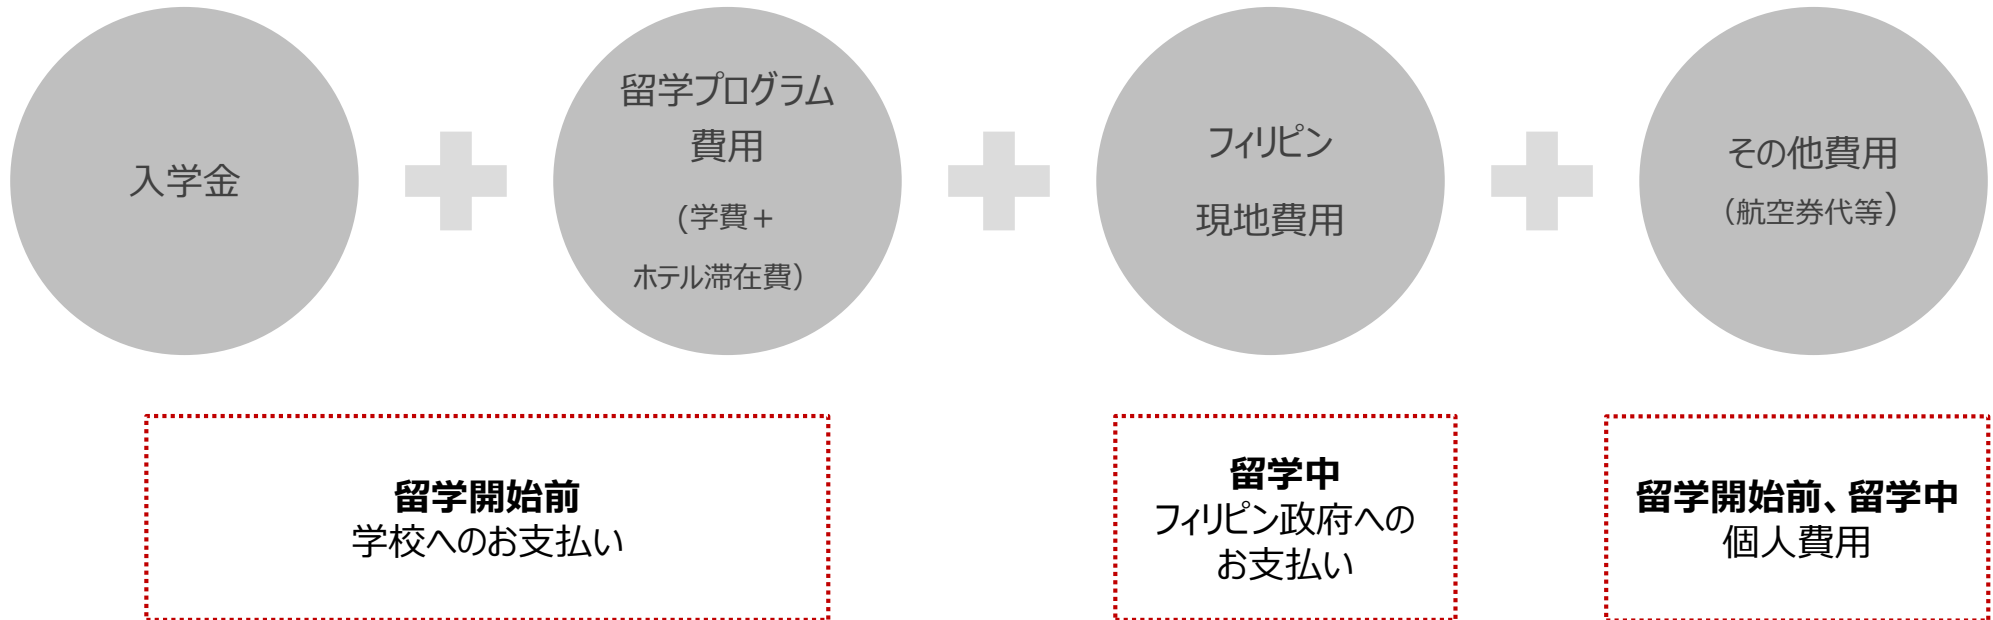 入学金
留学プログラム
費用
(学費+
ホテル滞在費)
フィリピン
現地費用
その他費用
(航空券代等)
留学開始前
学校へのお支払い
留学中
フィリピン政府への
お支払い
留学開始前、留学中
個人費用